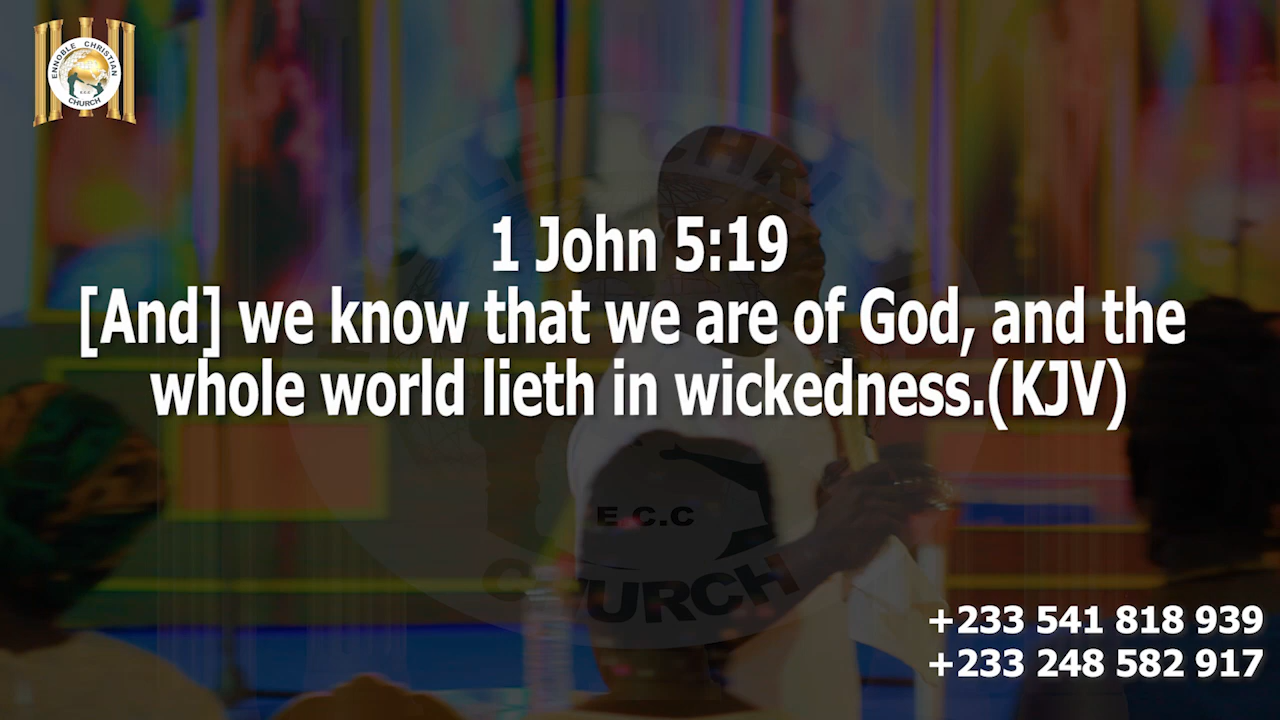 ENNOBLE CHRISTIAN
E.C.C
CHURCH
1 John 5:19
[And] we know that we are of God, and the
whole world lieth in wickedness.(KJV)
E C.C
CHURCH
+233 541 818 939
+233 248 582 917